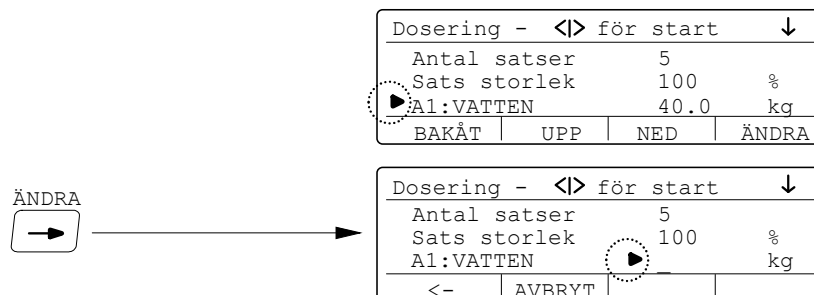 Dosering - <|> för start ↓
Antal satser 5
Sats storlek 100 %
A1:VATTEN 40.0 kg
BAKÅT UPP NED ÄNDRA
ÄNDRA
Dosering - <|> för start ↓
Antal satser 5
Sats storlek 100 %
A1:VATTEN _ kg
<- AVBRYT